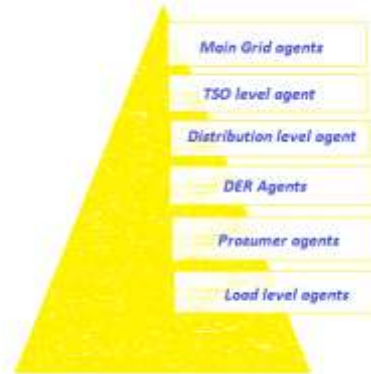 Main Grid agents
TSO level agent
Distribution level agent
DER Agents
Prosumer agents
Load level agents